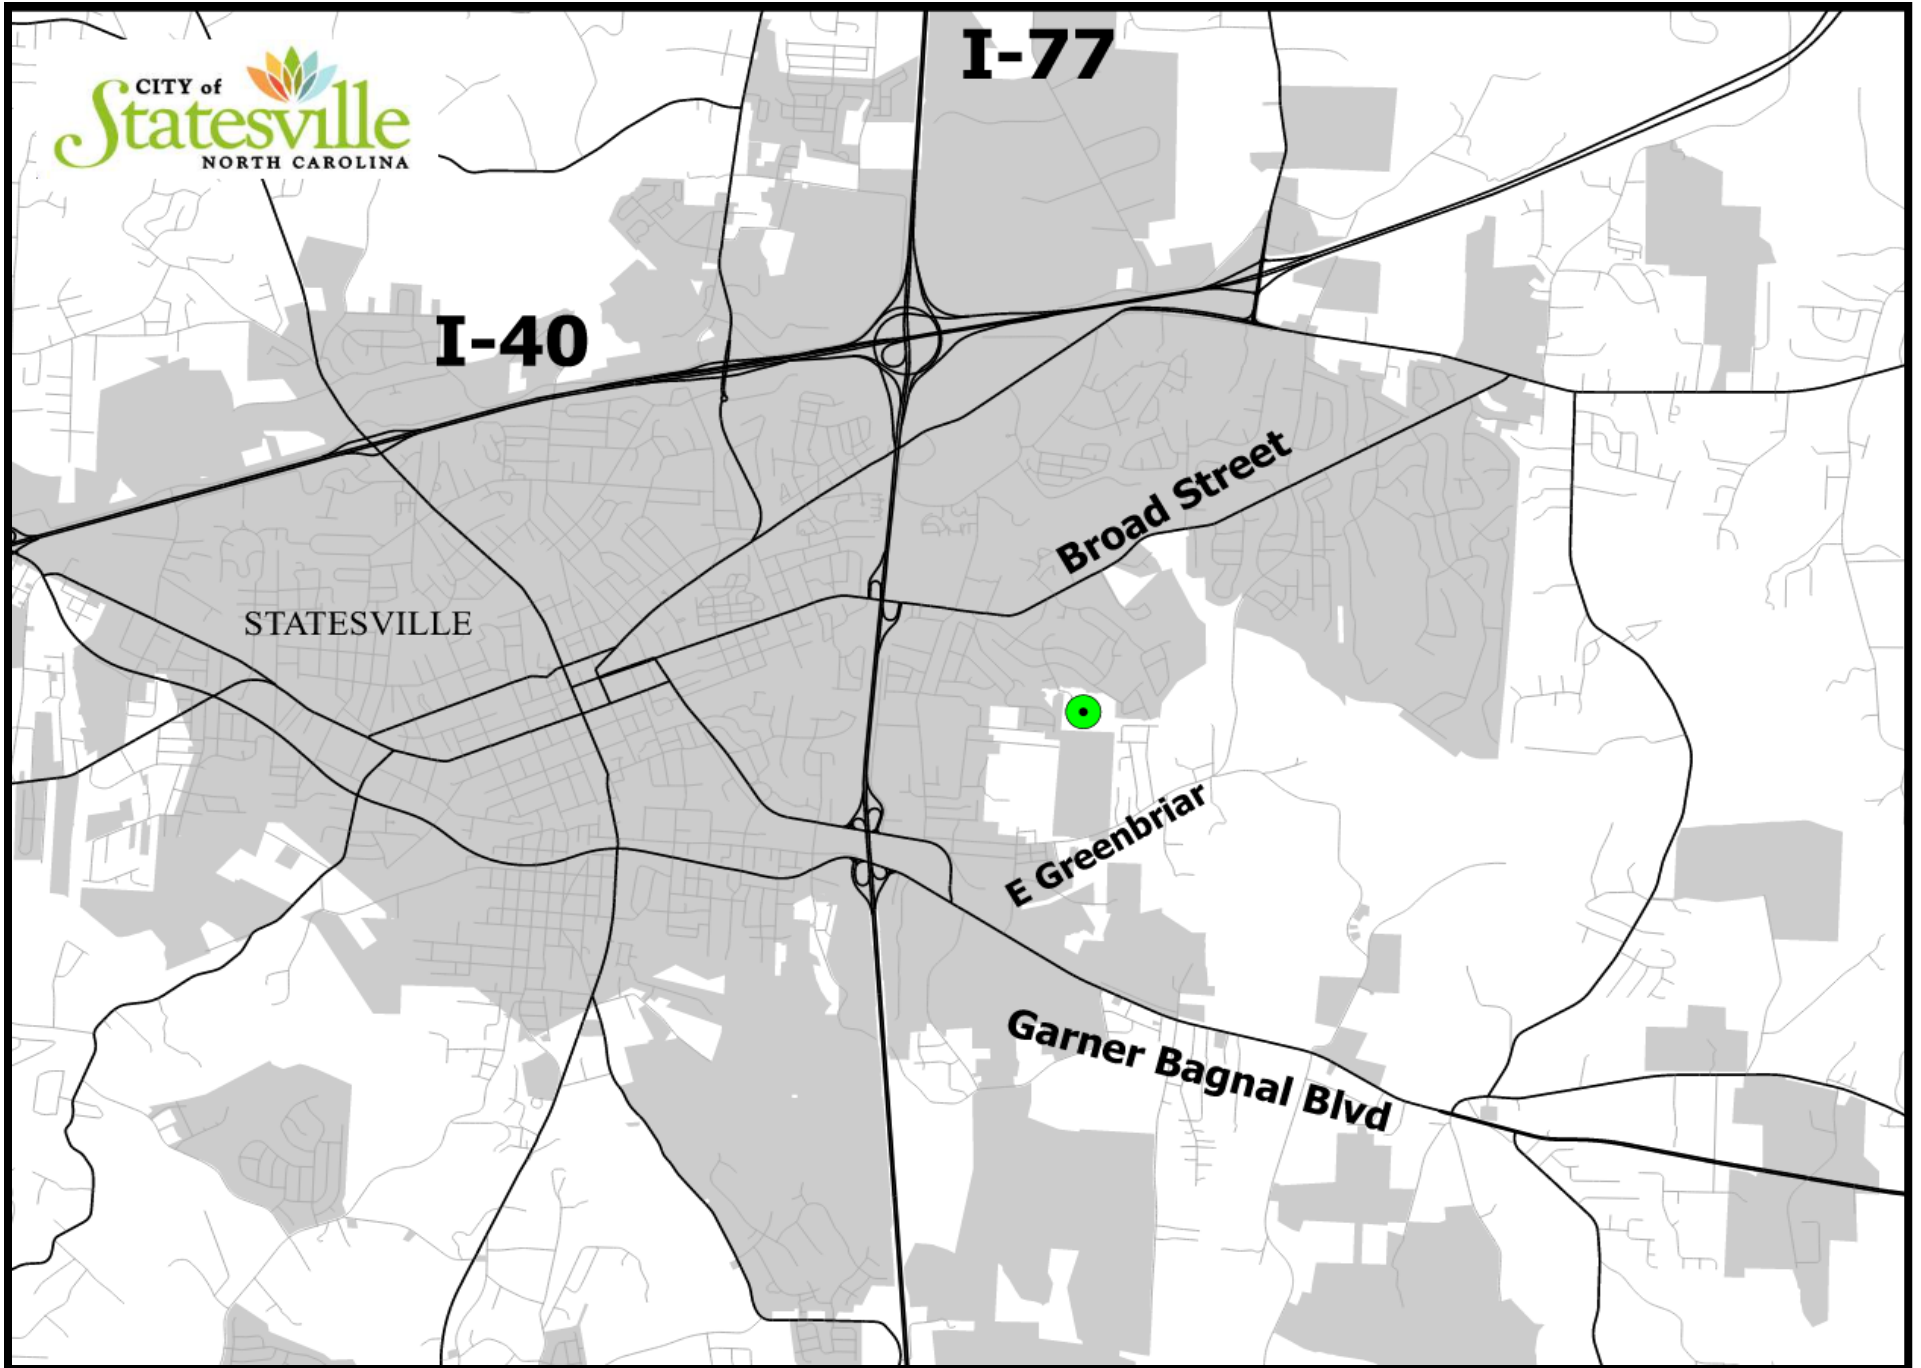 I-77
CITY of
Statesville
NORTH CAROLINA
I-40
Broad Street
STATESVILLE
E Greenbriar
Garner Bagnal Blvd